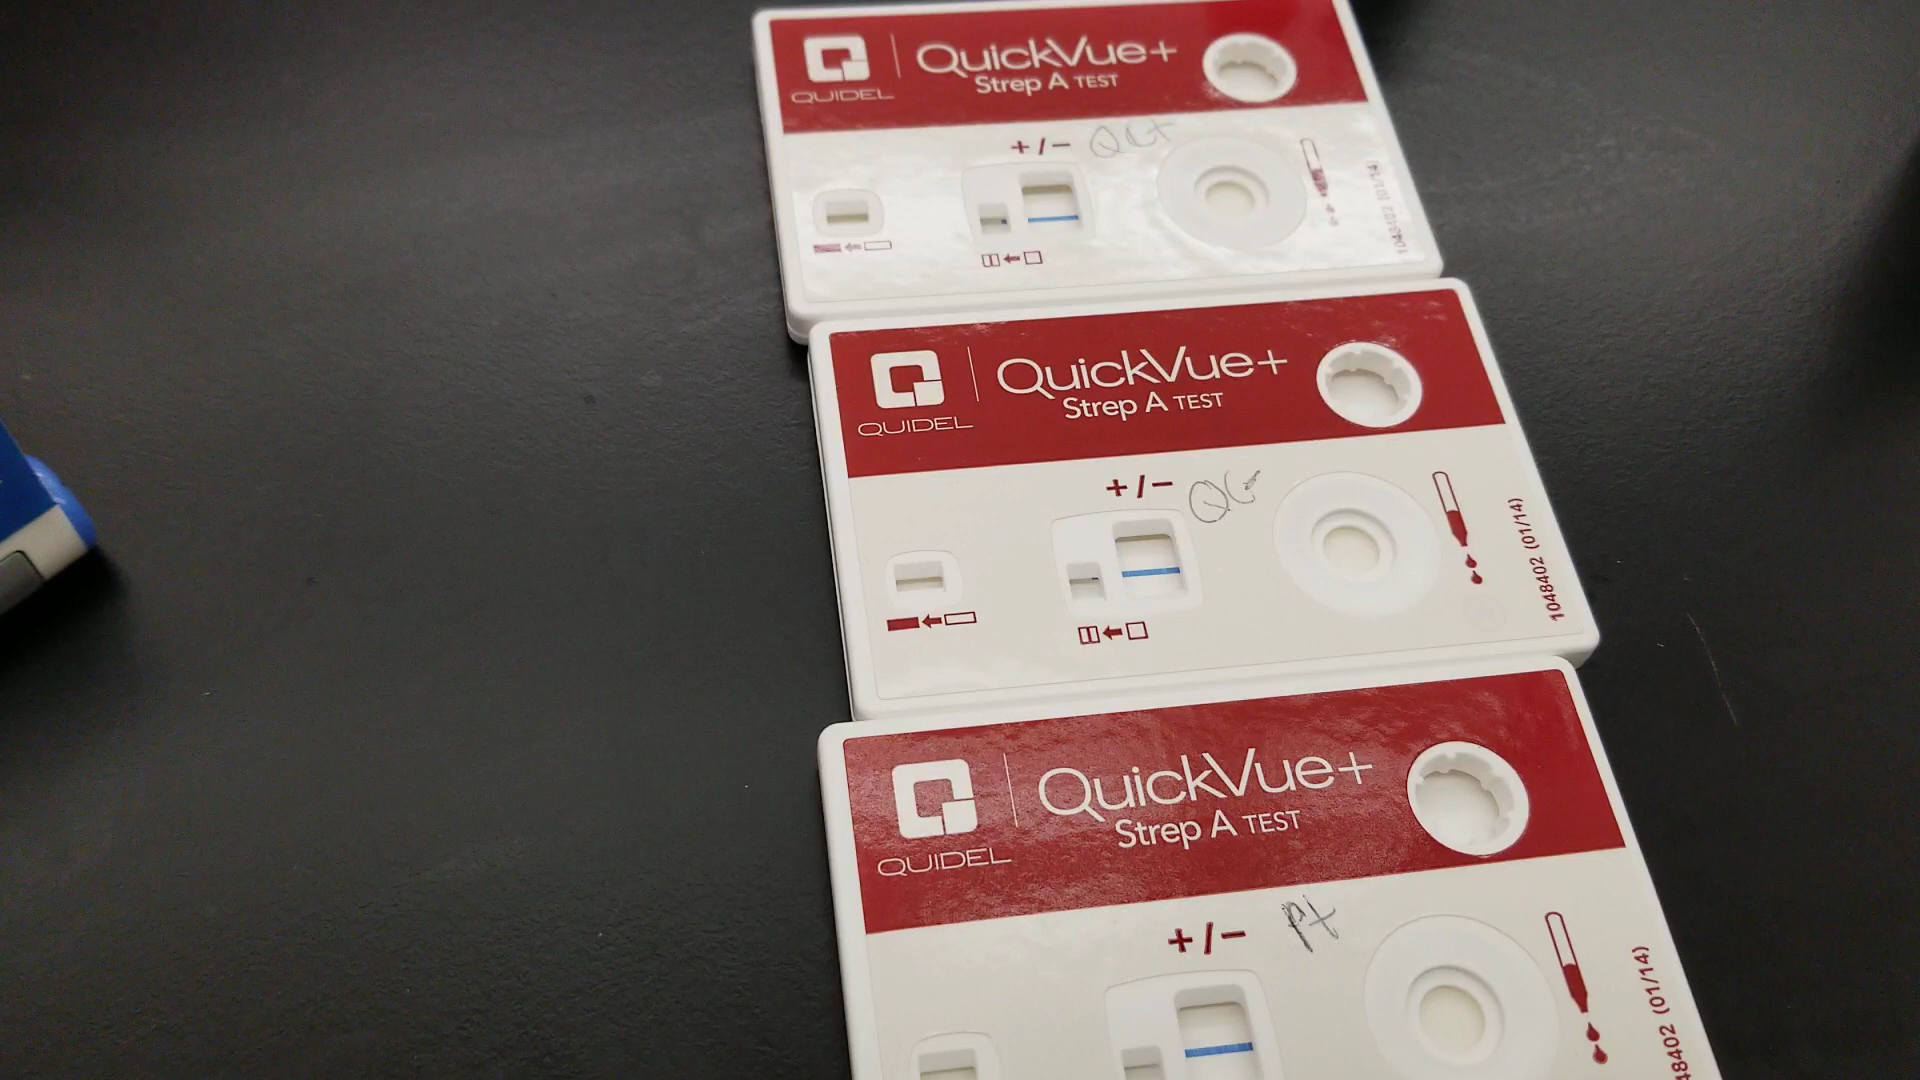 QUIDEL
QuickVue+
Strep A TEST
+/- QC+
1048402 (01/14)
QUIDEL
QuickVue+
Strep A TEST
+/- QC-
1048402 (01/14)
QUIDEL
QuickVue+
Strep A TEST
+/- Pt
48402 (01/14)